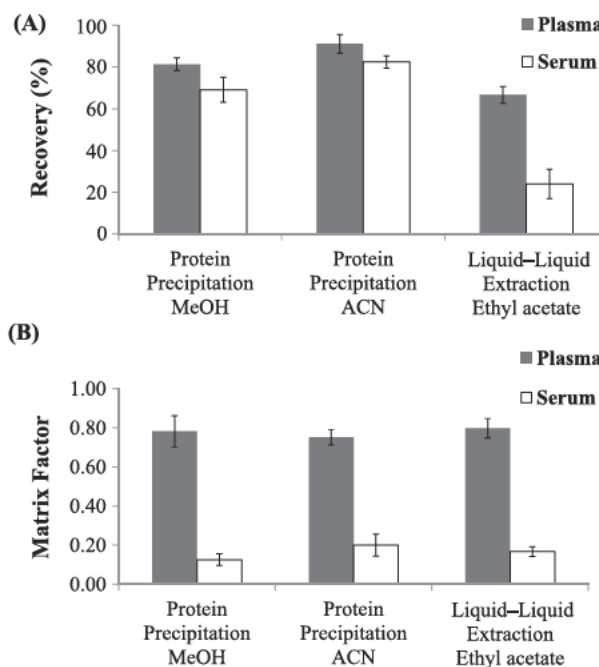 (A)
Plasma
Serum
Recovery (%)
100
80
60
40
20
0
Protein
Precipitation
MeOH
Protein
Precipitation
ACN
Liquid–Liquid
Extraction
Ethyl acetate
(B)
Plasma
Serum
Matrix Factor
1.00
0.80
0.60
0.40
0.20
0.00
Protein
Precipitation
MeOH
Protein
Precipitation
ACN
Liquid–Liquid
Extraction
Ethyl acetate